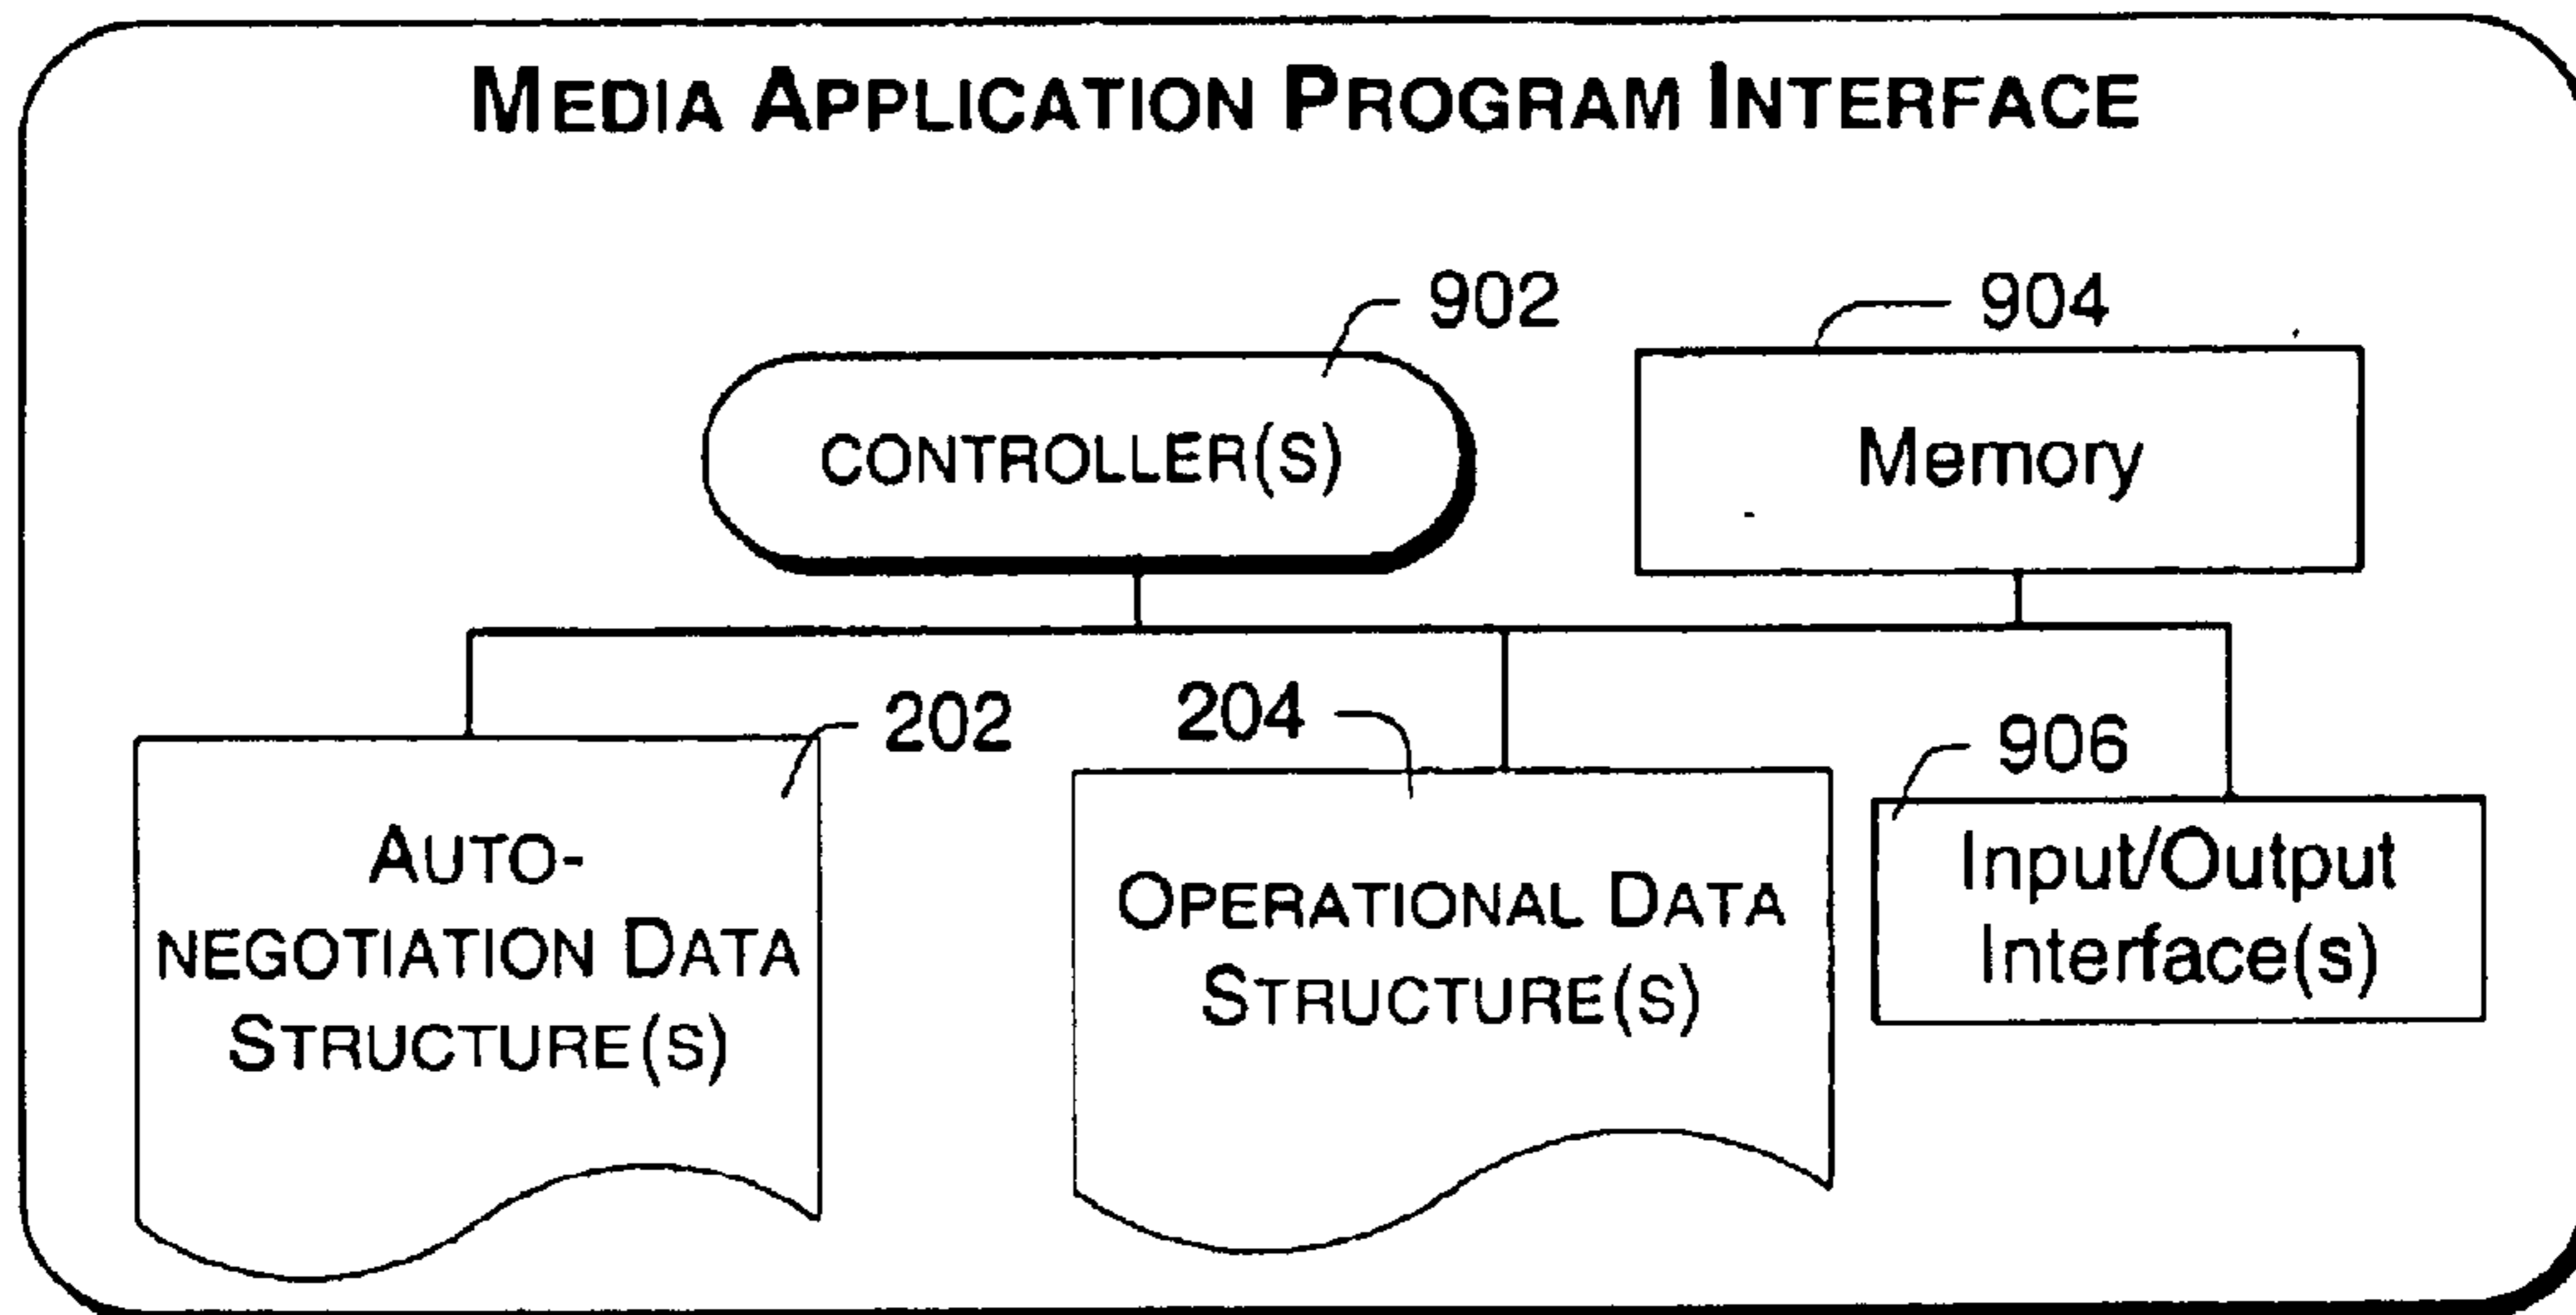 MEDIA APPLICATION PROGRAM INTERFACE
902
904
CONTROLLER(S)
Memory
202
204
906
AUTO-
NEGOTIATION DATA
STRUCTURE(S)
OPERATIONAL DATA
STRUCTURE(S)
Input/Output
Interface(s)